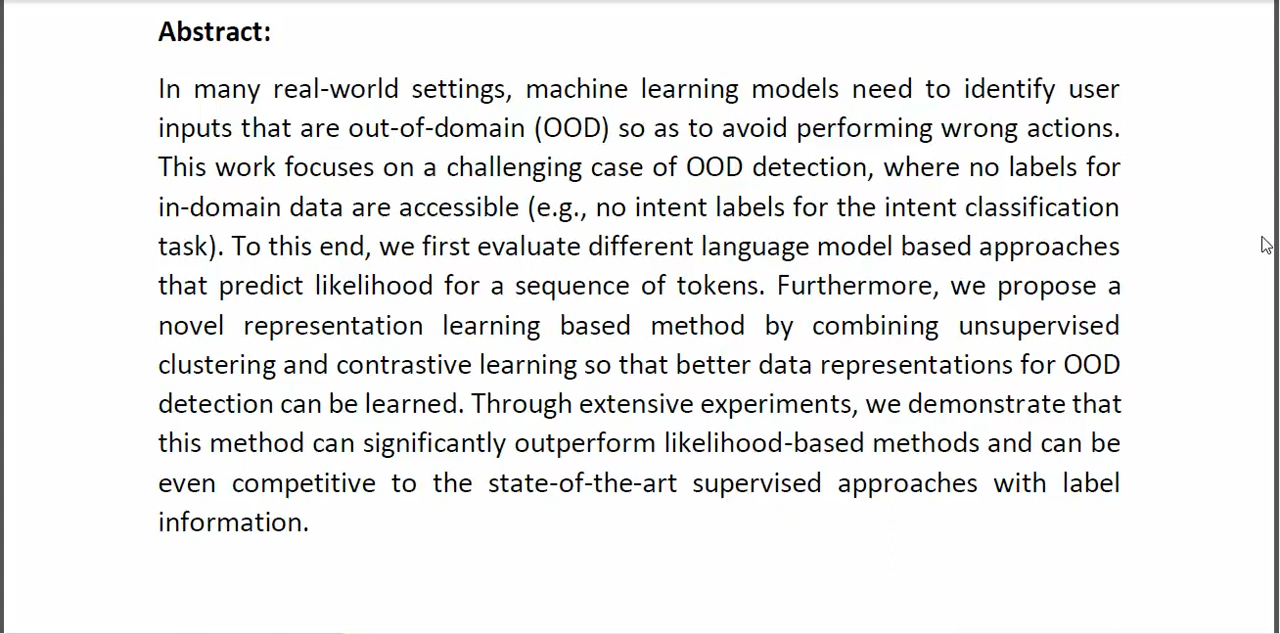 Abstract:
In many real-world settings, machine learning models need to identify user
inputs that are out-of-domain (OOD) so as to avoid performing wrong actions.
This work focuses on a challenging case of OOD detection, where no labels for
in-domain data are accessible (e.g., no intent labels for the intent classification
task). To this end, we first evaluate different language model based approaches
that predict likelihood for a sequence of tokens. Furthermore, we propose a
novel representation learning based method by combining unsupervised
clustering and contrastive learning so that better data representations for OOD
detection can be learned. Through extensive experiments, we demonstrate that
this method can significantly outperform likelihood-based methods and can be
even competitive to the state-of-the-art supervised approaches with label
information.